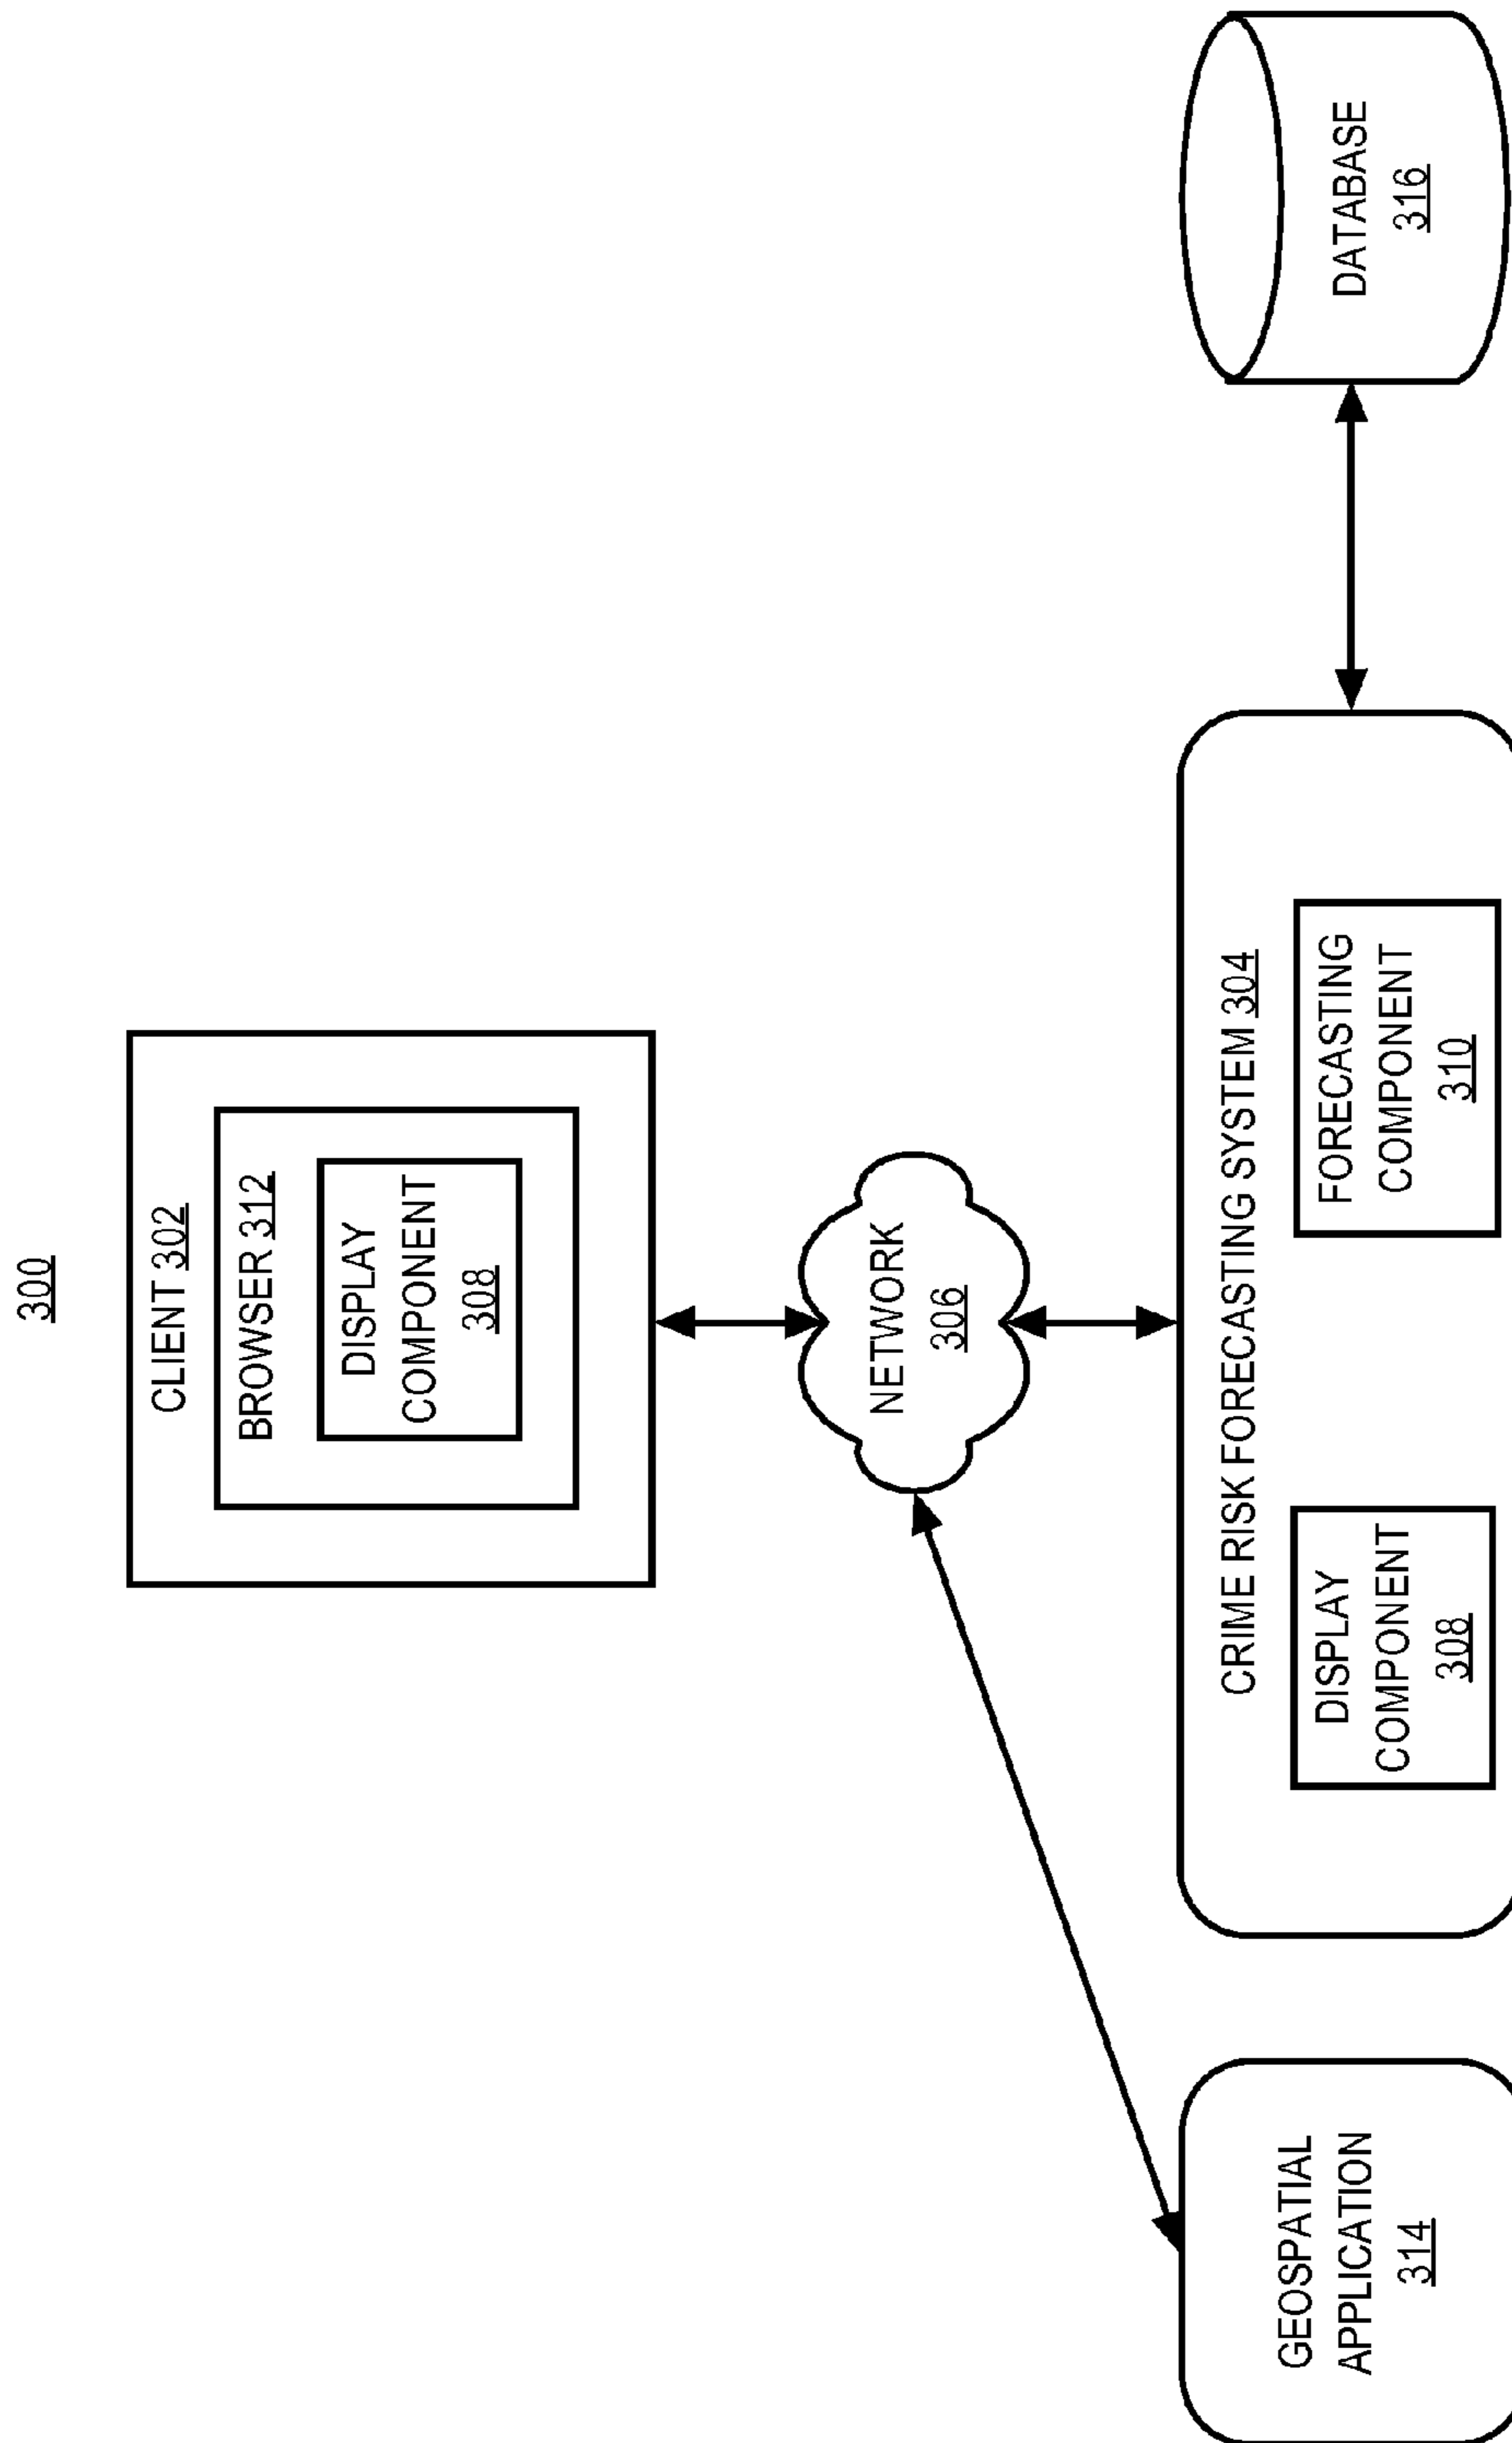 300
CLIENT 302
BROWSER 312
DISPLAY
COMPONENT
308
NETWORK
306
GEOSPATIAL
APPLICATION
314
CRIME RISK FORECASTING SYSTEM 304
DISPLAY
COMPONENT
308
FORECASTING
COMPONENT
310
DATABASE
316